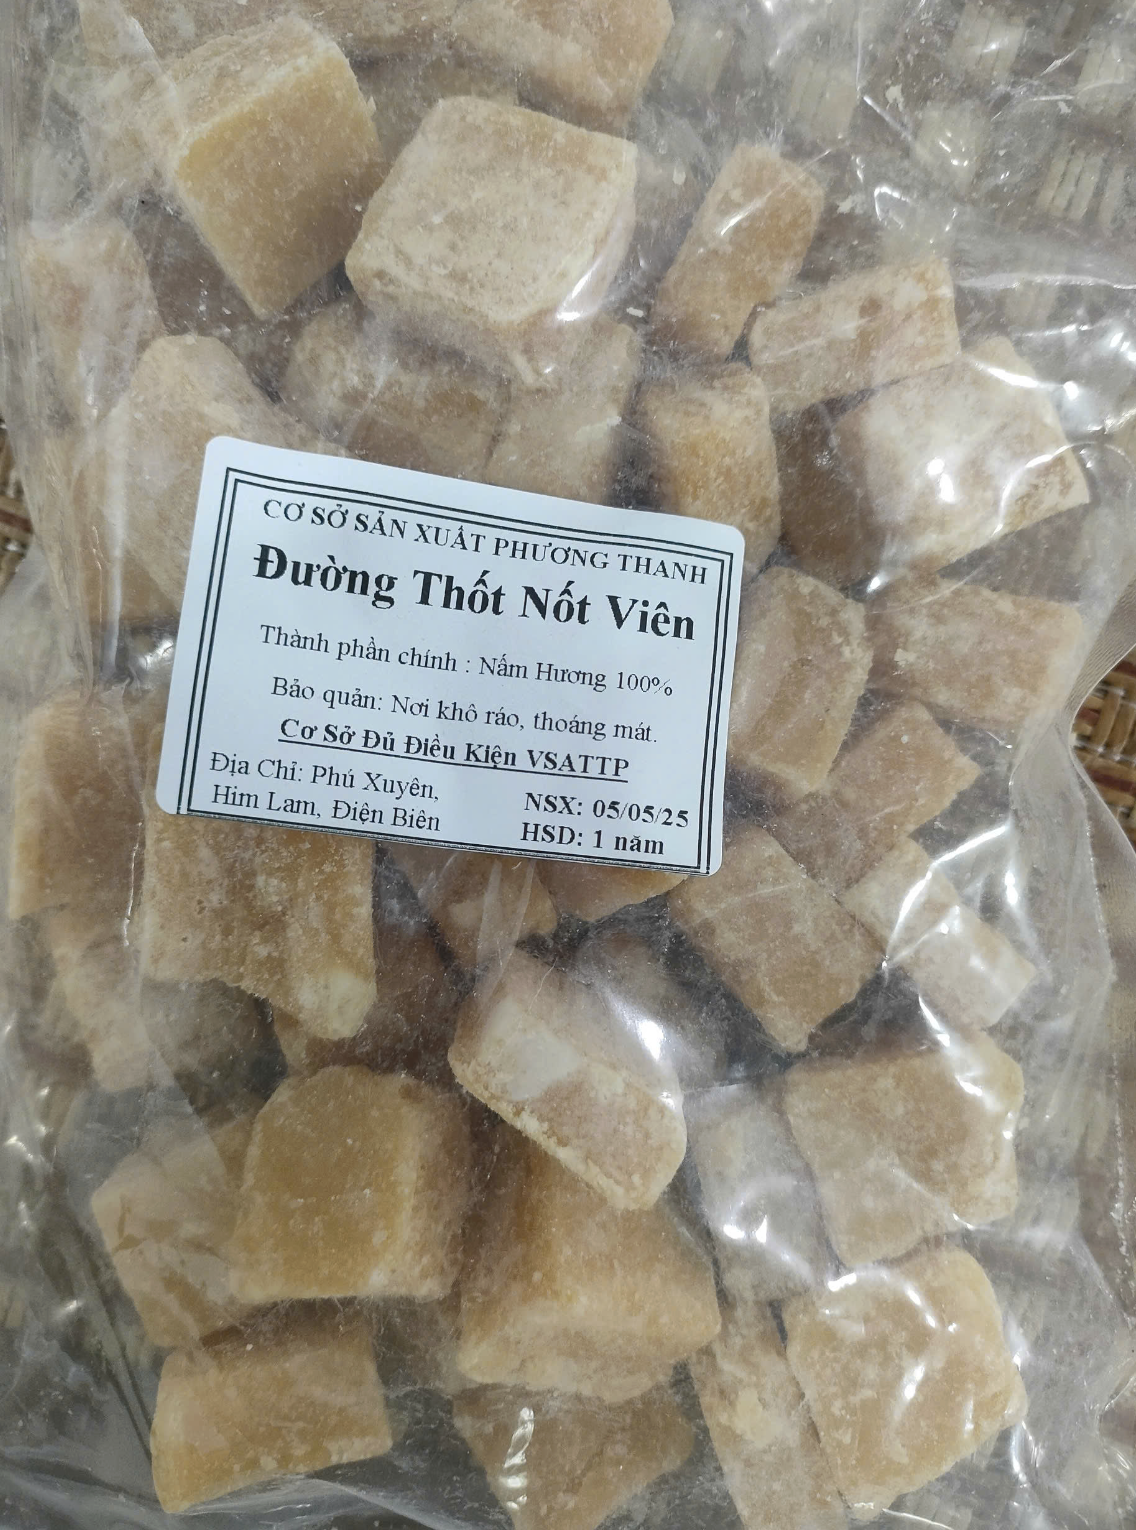 CƠ SỞ SẢN XUẤT PHƯƠNG THANH
Đường Thốt Nốt Viên
Thành phần chính : Nấm Hương 100%
Bảo quản: Nơi khô ráo, thoáng mát.
Cơ Sở Đủ Điều Kiện VSATTP
Địa Chỉ: Phú Xuyên,
Him Lam, Điện Biên
NSX: 05/05/25
HSD: 1 năm